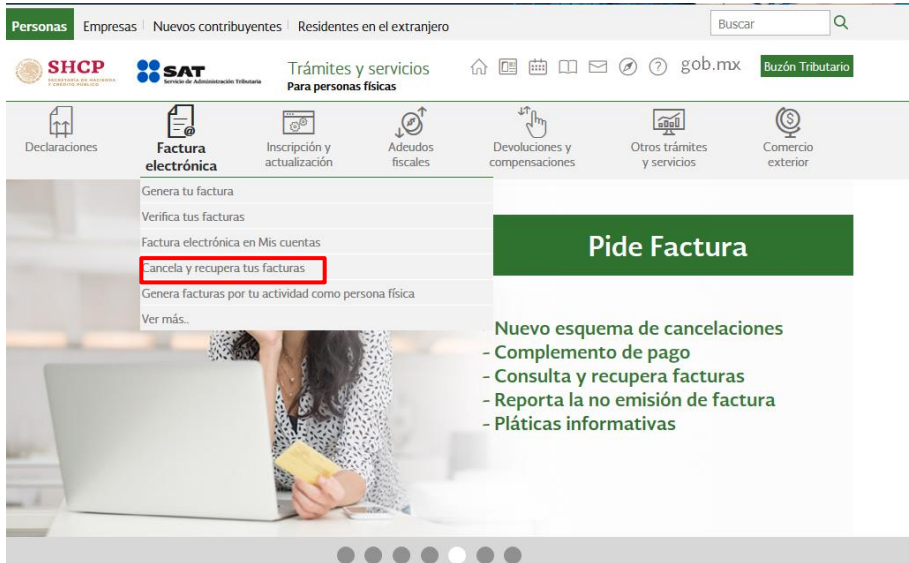 Personas Empresas Nuevos contribuyentes Residentes en el extranjero Buscar
SHCP
SECRETARÍA DE HACIENDA
Y CRÉDITO PÚBLICO
SAT
Servicio de Administración Tributaria
Trámites y servicios
Para personas físicas
gob.mx
Buzón Tributario
Declaraciones
Factura
electrónica
Inscripción y
actualización
Adeudos
fiscales
Devoluciones y
compensaciones
Otros trámites
y servicios
Comercio
exterior
Genera tu factura
Verifica tus facturas
Factura electrónica en Mis cuentas
Cancela y recupera tus facturas
Genera facturas por tu actividad como persona física
Ver más..
Pide Factura
- Nuevo esquema de cancelaciones
- Complemento de pago
- Consulta y recupera facturas
- Reporta la no emisión de factura
- Pláticas informativas